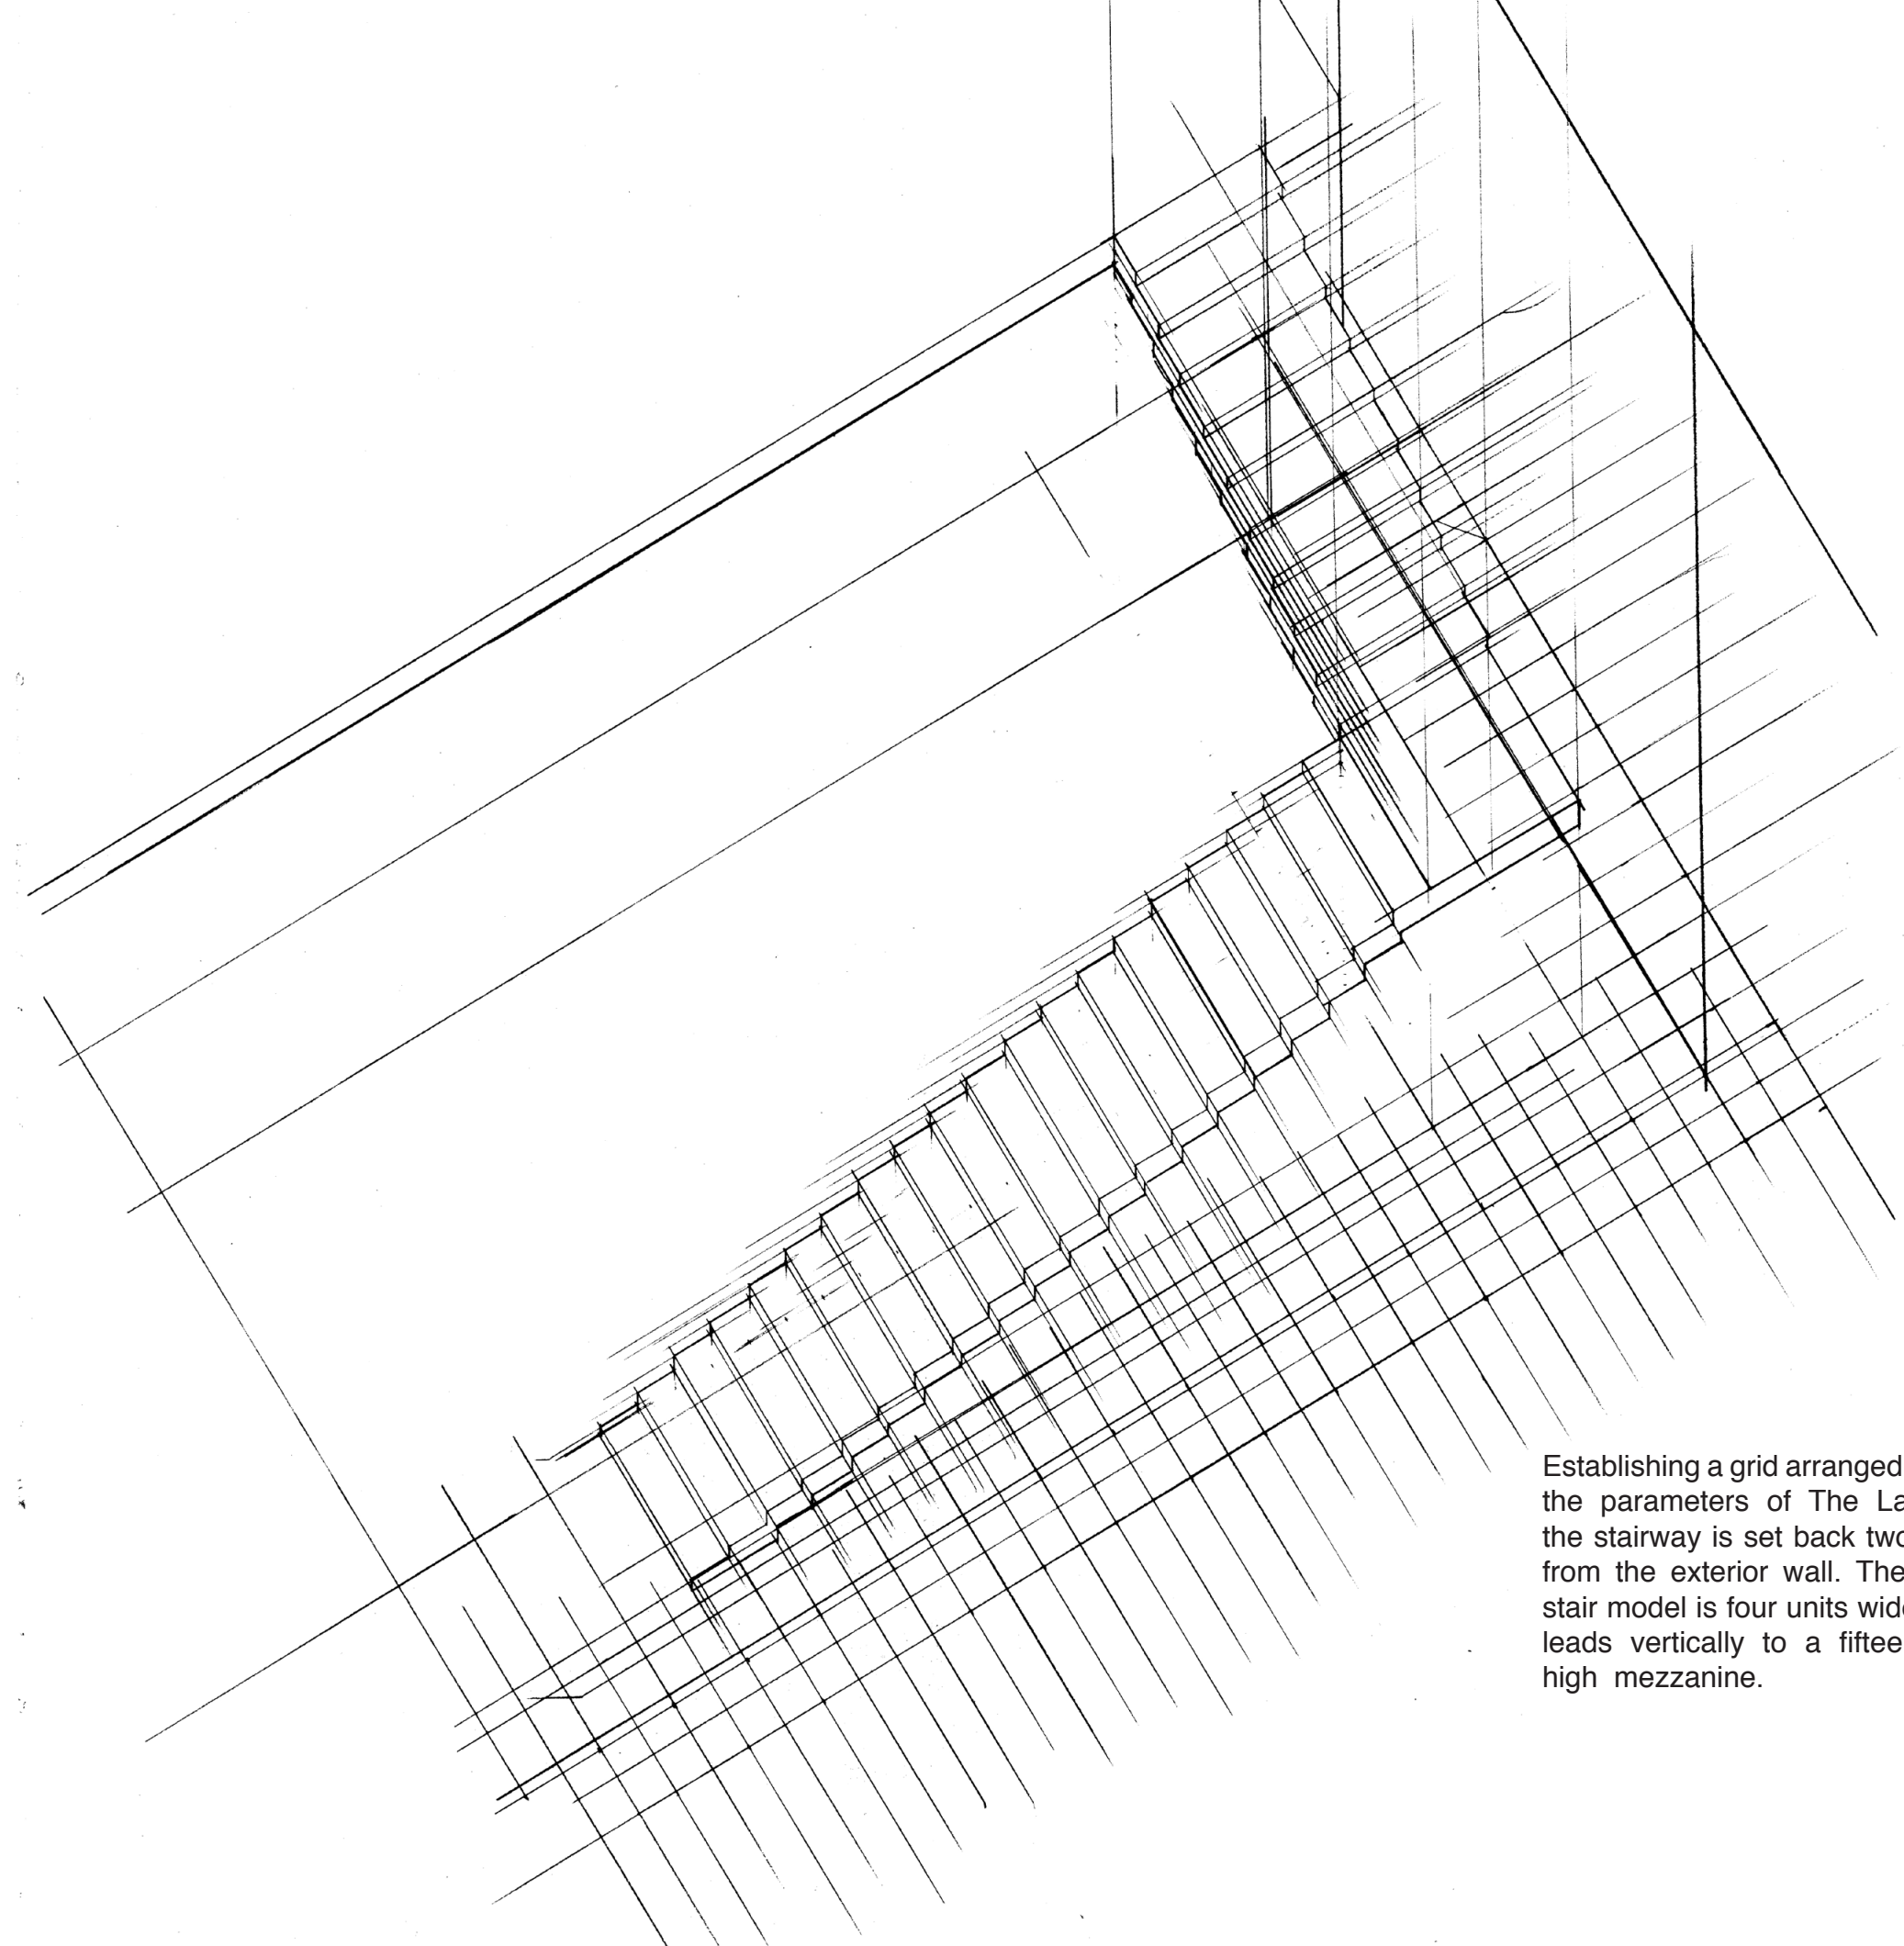 Establishing a grid arranged
the parameters of The La
the stairway is set back two
from the exterior wall. The
stair model is four units wide
leads vertically to a fiftee
high mezzanine.